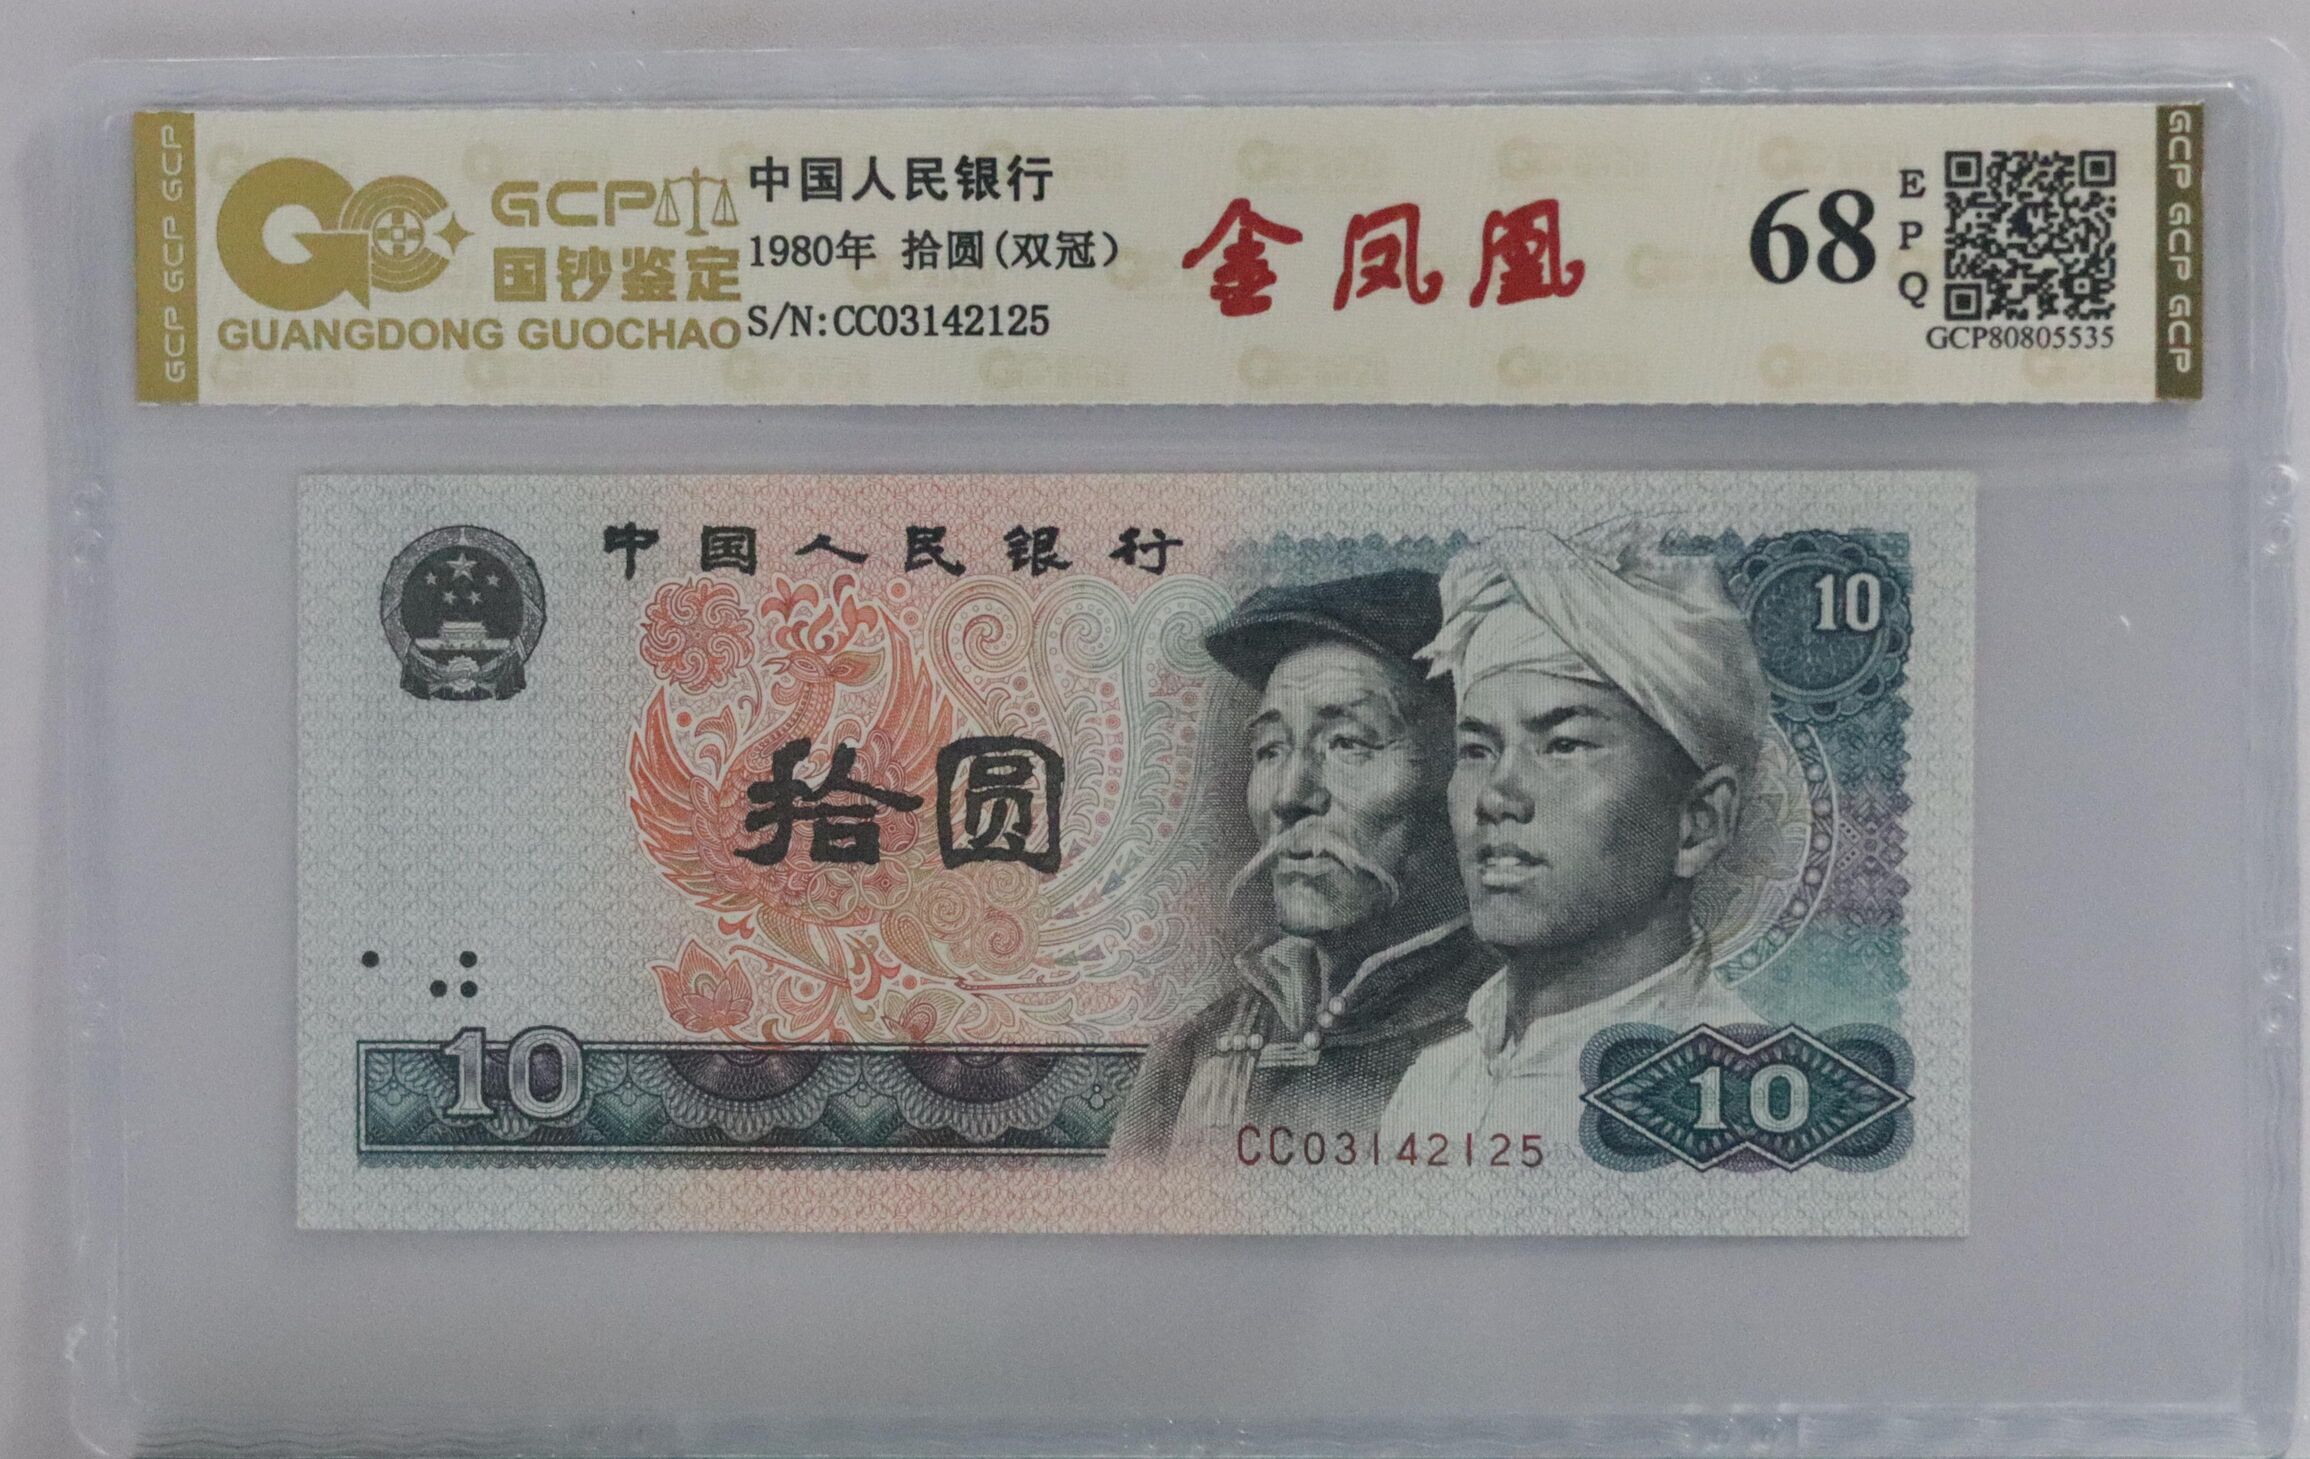 GCP GCP GCP
GCP
国钞鉴定
GUANGDONG GUOCHAO
中国人民银行
1980年 拾圆(双冠)
S/N:CC03142125
金凤凰
68
EPQ
GCP80805535
GCP GCP GCP
中国人民银行
10
拾圆
10
10
CC03142125